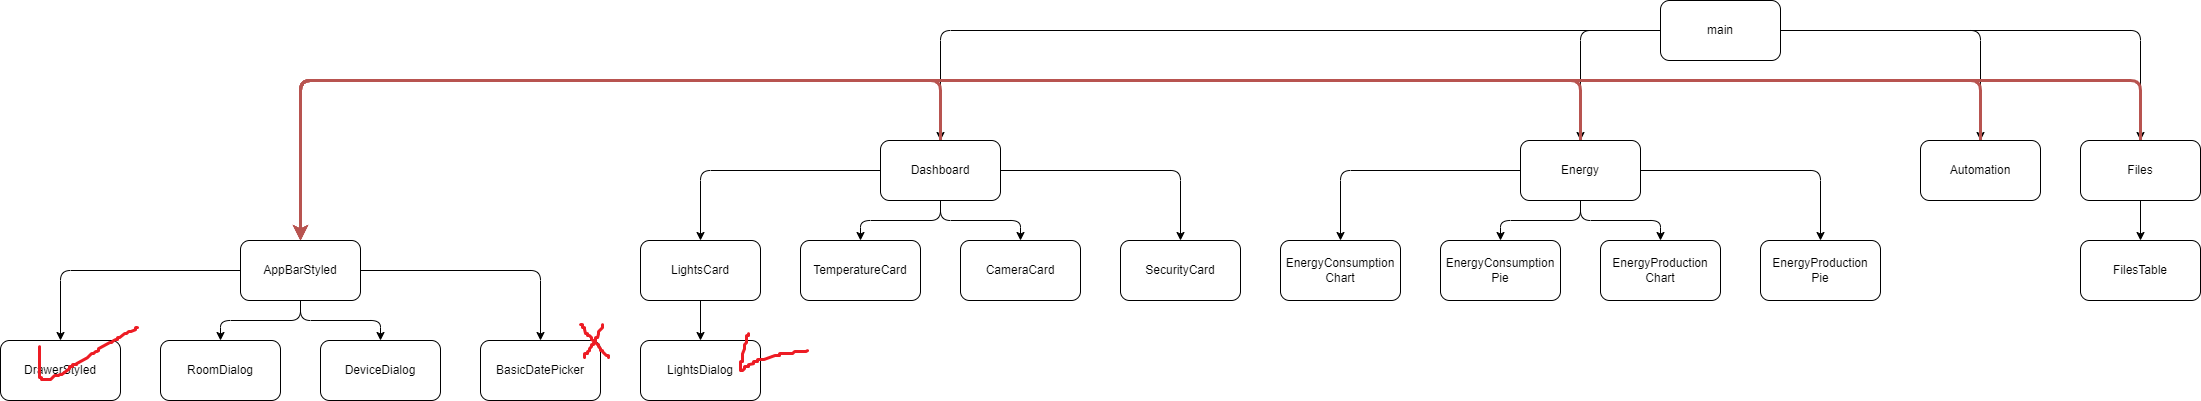 main
Dashboard
Energy
Automation
Files
AppBarStyled
LightsCard
TemperatureCard
CameraCard
SecurityCard
EnergyConsumption
Chart
EnergyConsumption
Pie
EnergyProduction
Chart
EnergyProduction
Pie
FilesTable
DrawerStyled
RoomDialog
DeviceDialog
BasicDatePicker
LightsDialog